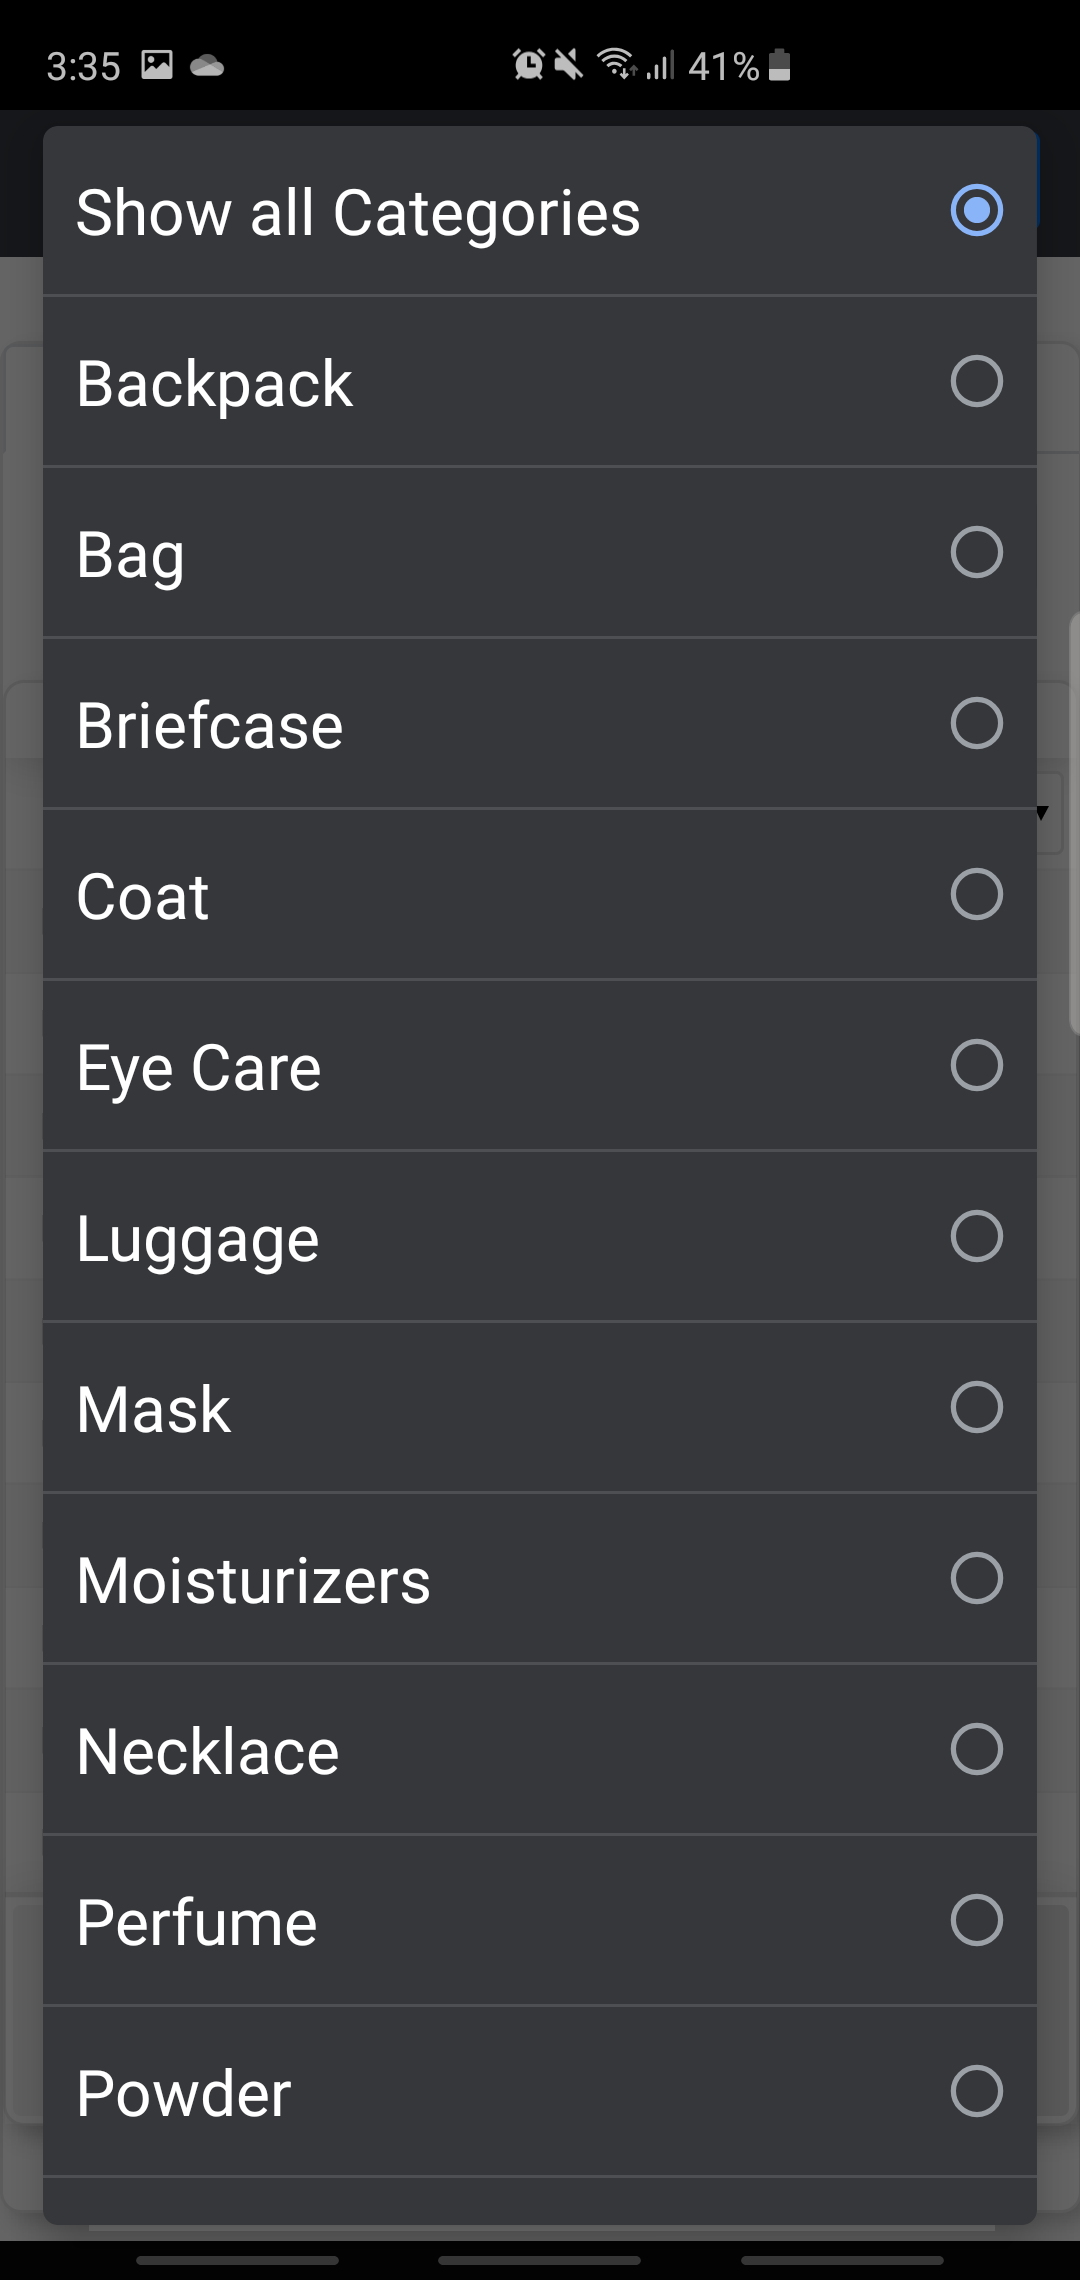 3:35 41%
Show all Categories
Backpack
Bag
Briefcase
Coat
Eye Care
Luggage
Mask
Moisturizers
Necklace
Perfume
Powder